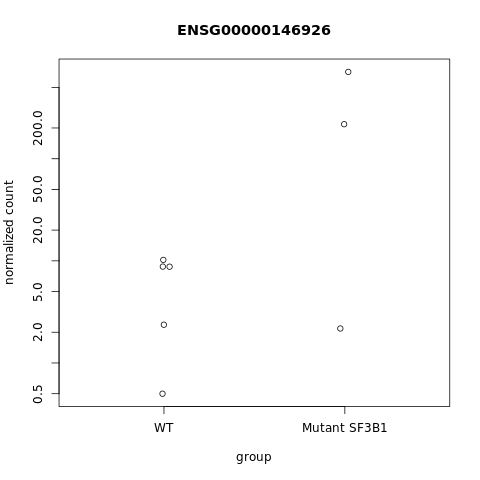 ENSG00000146926
normalized count
200.0
50.0
20.0
5.0
2.0
0.5
WT
Mutant SF3B1
group